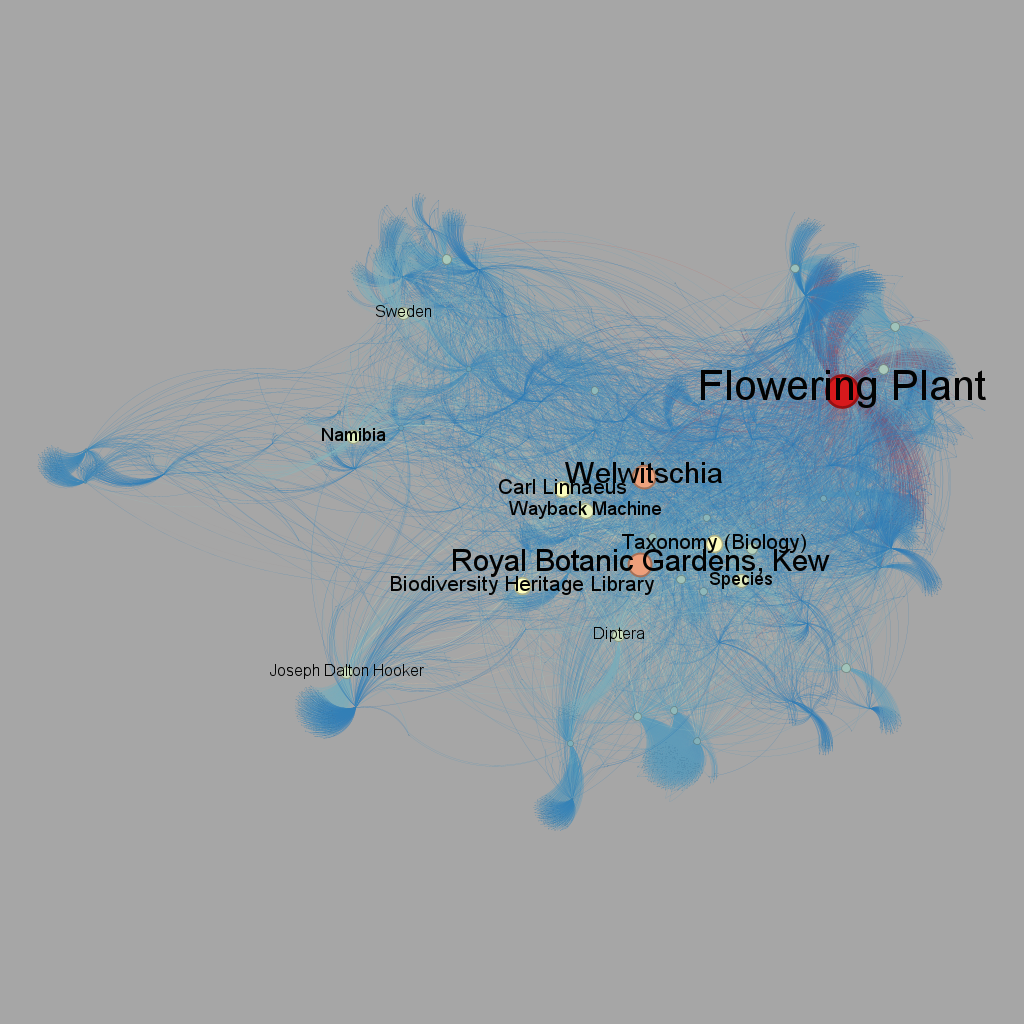 Sweden
Flowering Plant
Namibia
Welwitschia
Carl Linnaeus
Wayback Machine
Taxonomy (Biology)
Royal Botanic Gardens, Kew
Species
Biodiversity Heritage Library
Diptera
Joseph Dalton Hooker